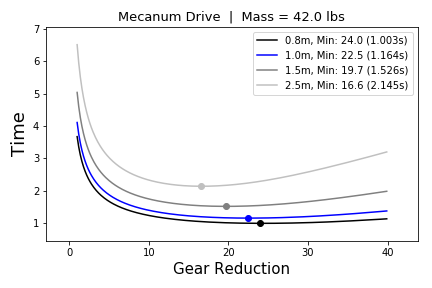 Mecanum Drive | Mass = 42.0 lbs
7
6
5
4
3
2
1
Time
0.8m, Min: 24.0 (1.003s)
1.0m, Min: 22.5 (1.164s)
1.5m, Min: 19.7 (1.526s)
2.5m, Min: 16.6 (2.145s)
0 10 20 30 40
Gear Reduction